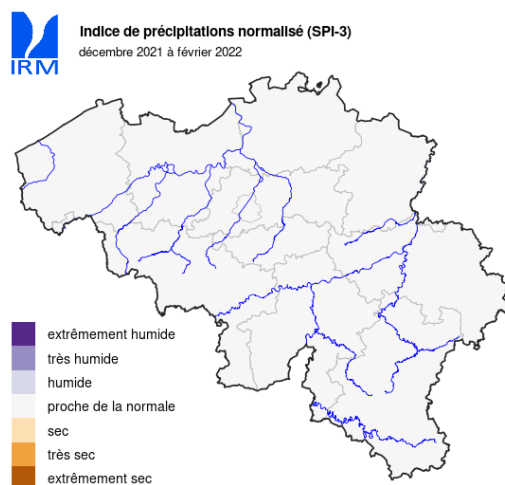 IRM
Indice de précipitations normalisé (SPI-3)
décembre 2021 à février 2022
extrêmement humide
très humide
humide
proche de la normale
sec
très sec
extrêmement sec